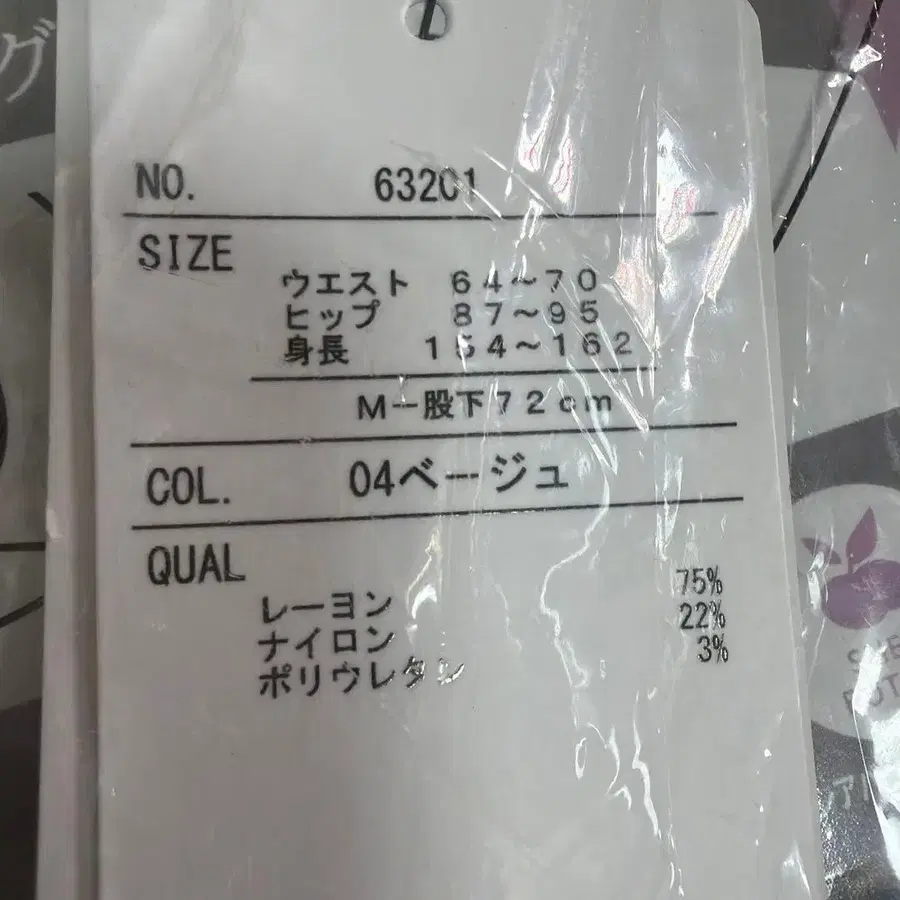 グ
NO. 63201
SIZE
ウエスト 64～70
ヒップ 87～95
身長 154～162
M－股下72cm
COL. 04ベージュ
QUAL
レーヨン 75%
ナイロン 22%
ポリウレタン 3%